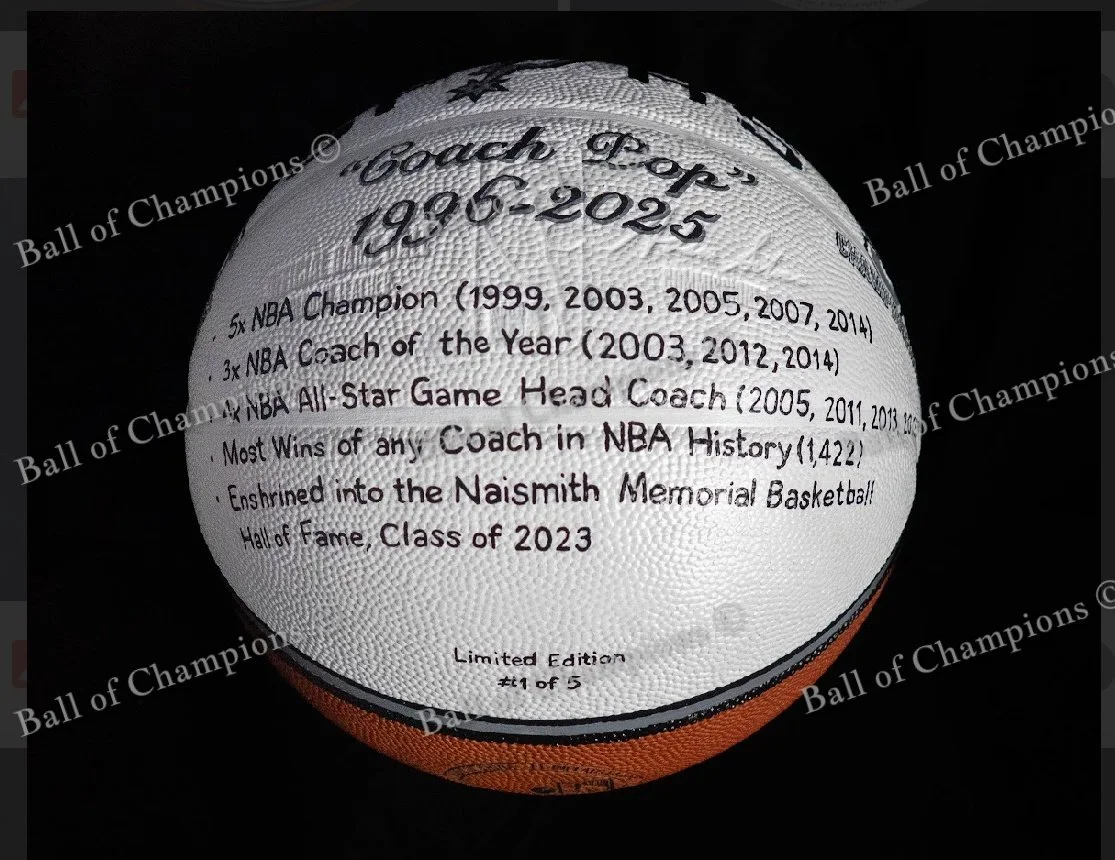 "Coach Pop"
1996-2025
· 5x NBA Champion (1999, 2003, 2005, 2007, 2014)
· 3x NBA Coach of the Year (2003, 2012, 2014)
· 4x NBA All-Star Game Head Coach (2005, 2011, 2013,
· Most Wins of any Coach in NBA History (1,422)
· Enshrined into the Naismith Memorial Basketball
Hall of Fame, Class of 2023
Limited Edition
#1 of 5
Ball of Champions ©
Ball of Champions
Ball of Champions
Ball of Champions
Ball of Champions
Ball of Champions ©
Ball of Champions ©